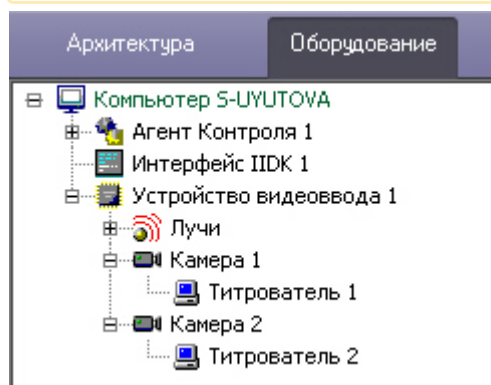 Архитектура Оборудование
Компьютер S-UYUTOVA
Агент Контроля 1
Интерфейс IIDK 1
Устройство видеоввода 1
Лучи
Камера 1
Титрователь 1
Камера 2
Титрователь 2